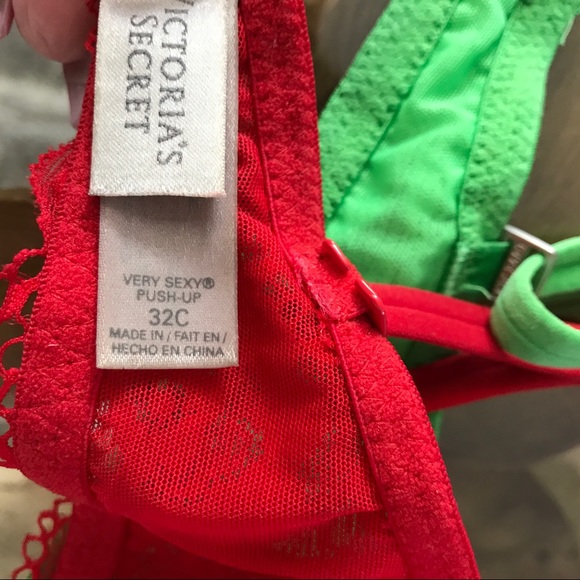 VICTORIA'S
SECRET
VERY SEXY®
PUSH-UP
32C
MADE IN / FAIT EN /
HECHO EN CHINA